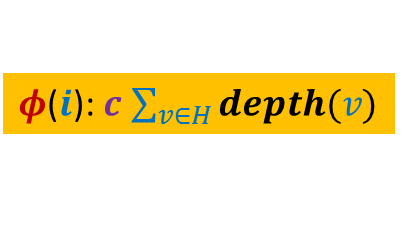 ϕ(i): c ∑v∈H depth(v)